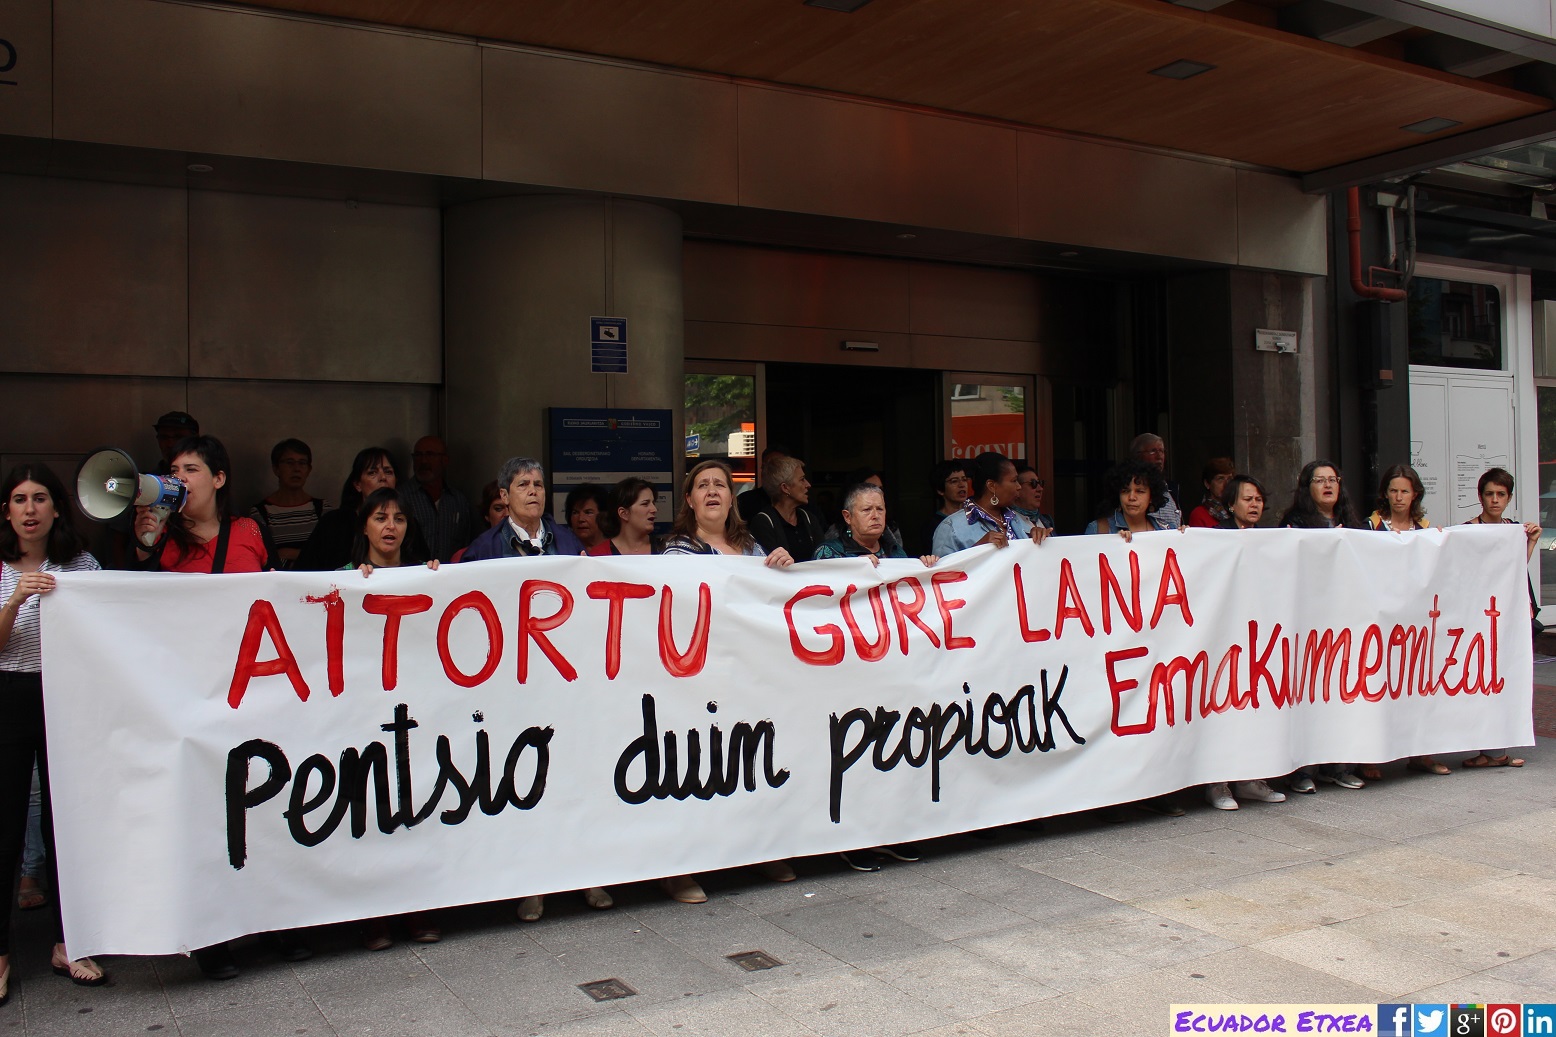 AITORTU GURE LANA
Pentsio duin propioak Emakumeontzat
Ecuador Etxea